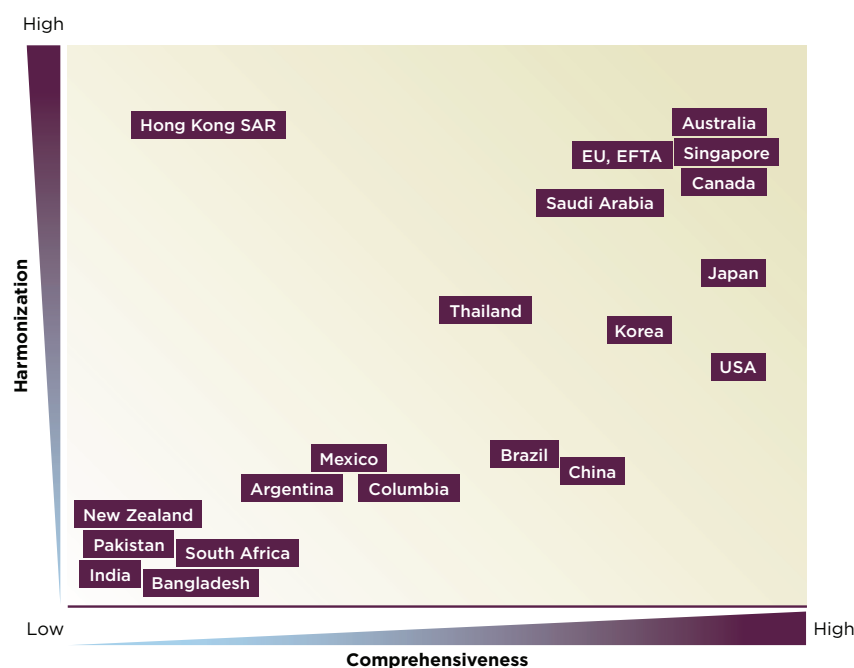 High
Hong Kong SAR
Australia
EU, EFTA
Singapore
Canada
Saudi Arabia
Harmonization
Japan
Thailand
Korea
USA
Mexico
Brazil
China
Argentina
Columbia
New Zealand
Pakistan
South Africa
India
Bangladesh
Low
High
Comprehensiveness